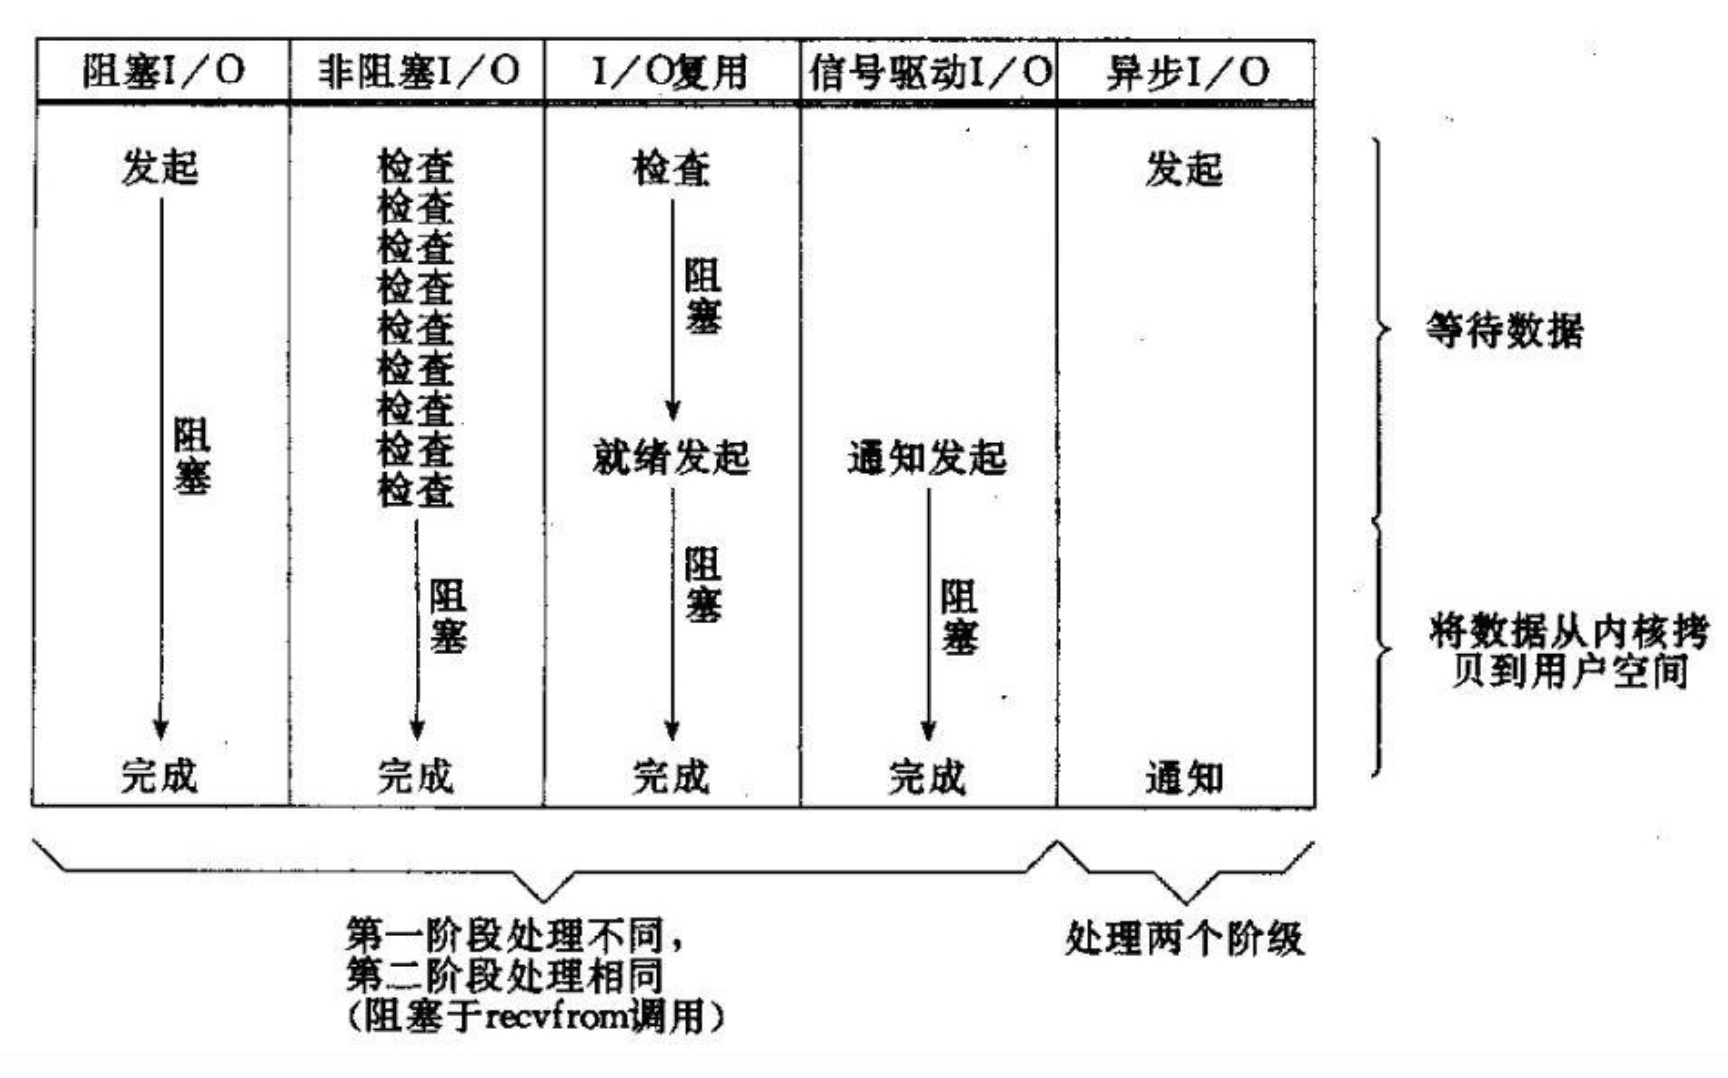 阻塞I/O 非阻塞I/O I/O复用 信号驱动I/O 异步I/O
发起 检查 检查 发起
检查
检查
检查
检查
检查
检查
检查
检查
阻塞
阻塞
就绪发起 通知发起
阻塞
阻塞
阻塞
完成 完成 完成 完成 通知
等待数据
将数据从内核拷
贝到用户空间
第一阶段处理不同，
第二阶段处理相同
（阻塞于recvfrom调用）
处理两个阶级